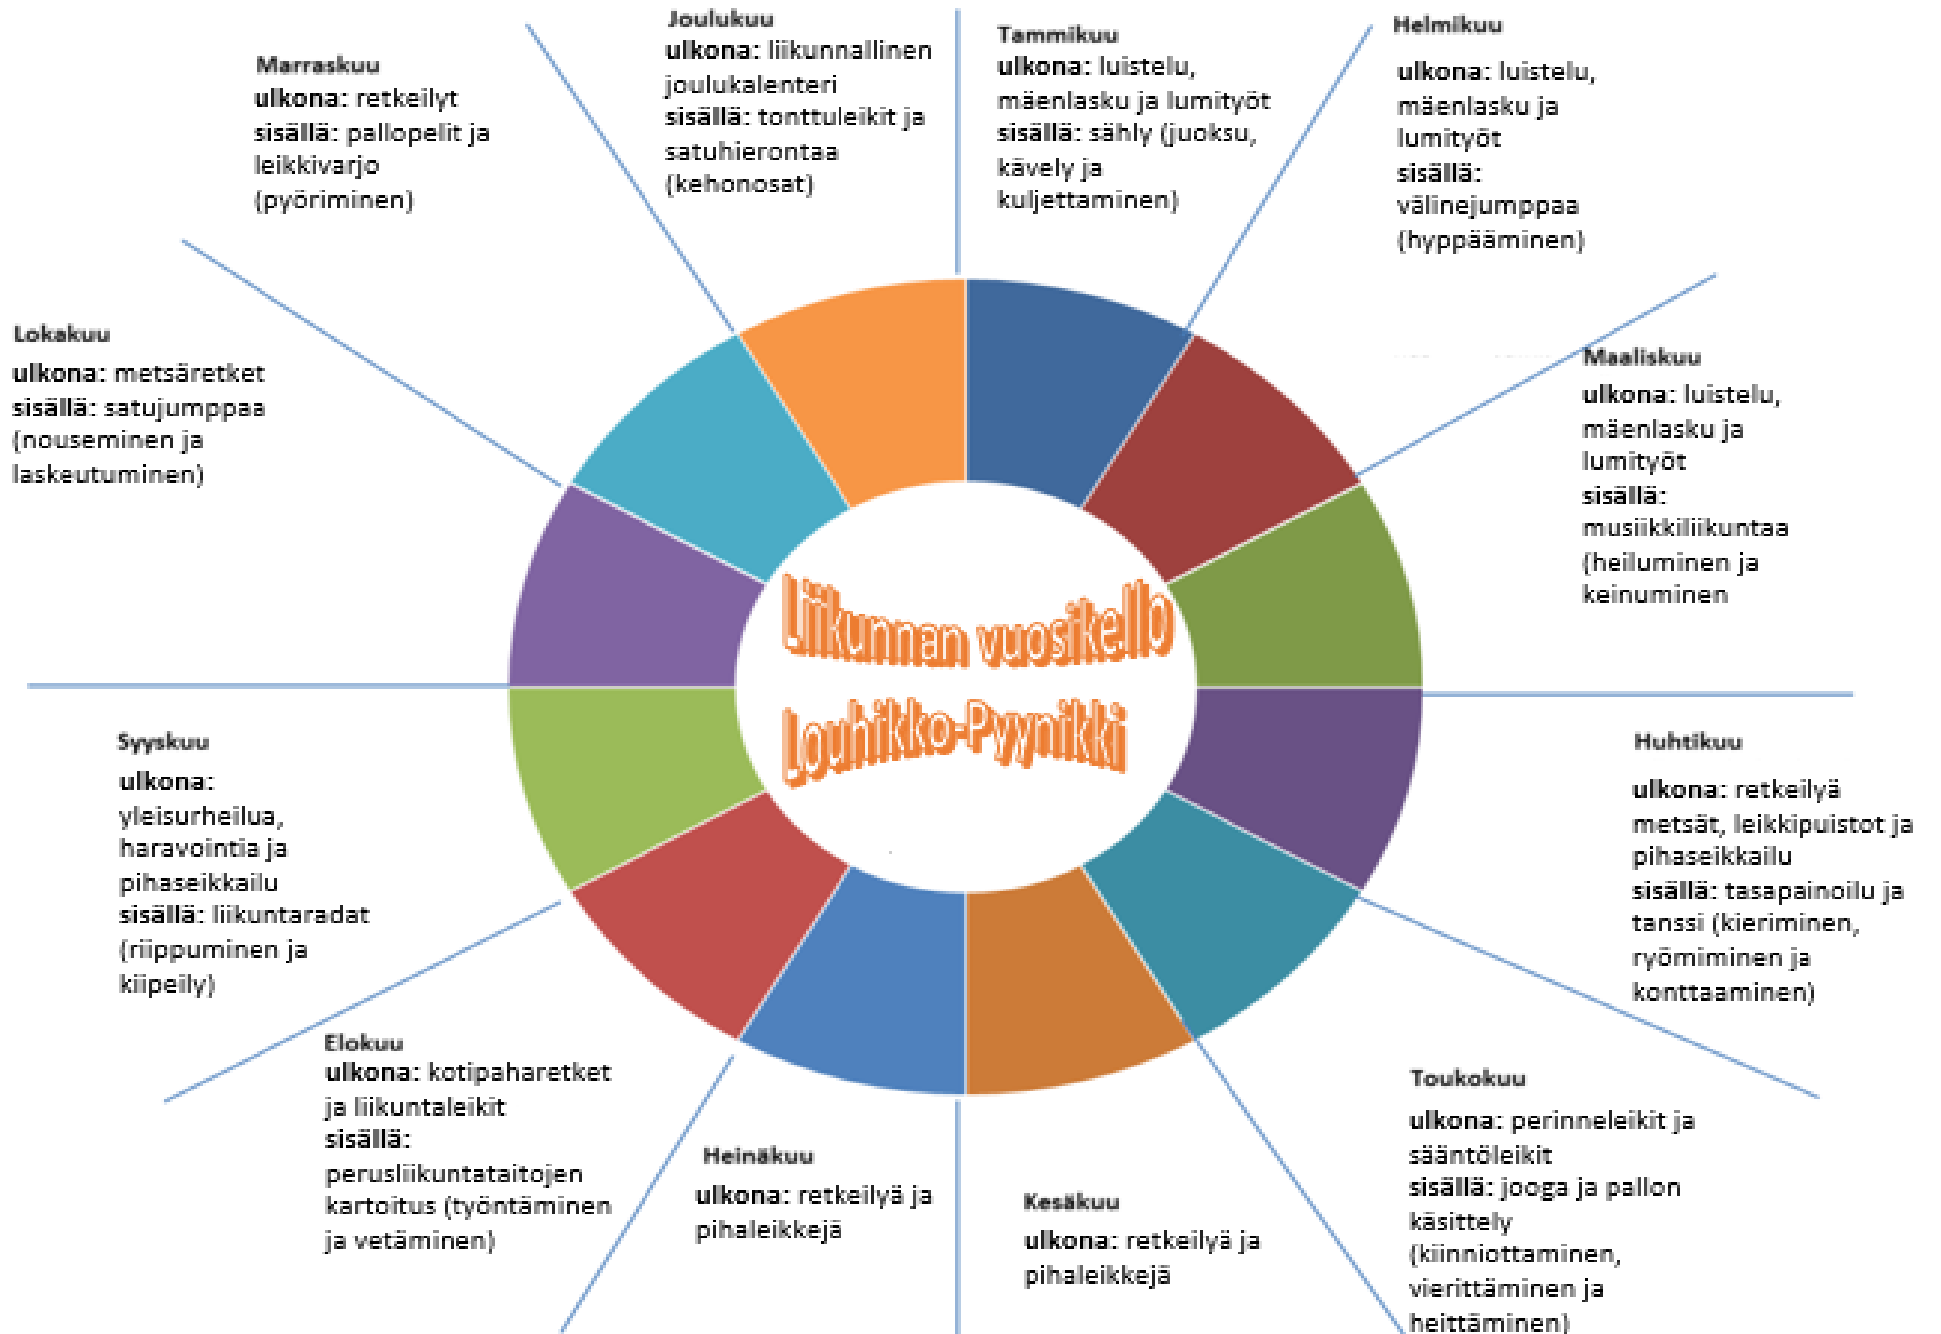 Joulukuu
ulkona: liikunnallinen
joulukalenteri
sisällä: tonttuleikit ja
satuhierontaa
(kehonosat)
Tammikuu
ulkona: luistelu,
mäenlasku ja lumityöt
sisällä: sähly (juoksu,
kävely ja
kuljettaminen)
Helmikuu
ulkona: luistelu,
mäenlasku ja
lumityöt
sisällä:
välinejumppaa
(hyppääminen)
Maaliskuu
ulkona: luistelu,
mäenlasku ja
lumityöt
sisällä:
musiikkiliikuntaa
(heiluminen ja
keinuminen
Huhtikuu
ulkona: retkeilyä
metsät, leikkipuistot ja
pihaseikkailu
sisällä: tasapainoilu ja
tanssi (kieriminen,
ryömiminen ja
konttaaminen)
Toukokuu
ulkona: perinneleikit ja
sääntöleikit
sisällä: jooga ja pallon
käsittely
(kiinniottaminen,
vierittäminen ja
heittäminen)
Kesäkuu
ulkona: retkeilyä ja
pihaleikkejä
Heinäkuu
ulkona: retkeilyä ja
pihaleikkejä
Elokuu
ulkona: kotipaharetket
ja liikuntaleikit
sisällä:
perusliikuntataitojen
kartoitus (työntäminen
ja vetäminen)
Syyskuu
ulkona:
yleisurheilua,
haravointia ja
pihaseikkailu
sisällä: liikuntaradat
(riippuminen ja
kiipeily)
Lokakuu
ulkona: metsäretket
sisällä: satujumppaa
(nouseminen ja
laskeutuminen)
Marraskuu
ulkona: retkeilyt
sisällä: pallopelit ja
leikkivarjo
(pyöriminen)
Liikunnan vuosikello
Louhikko-Pyynikki